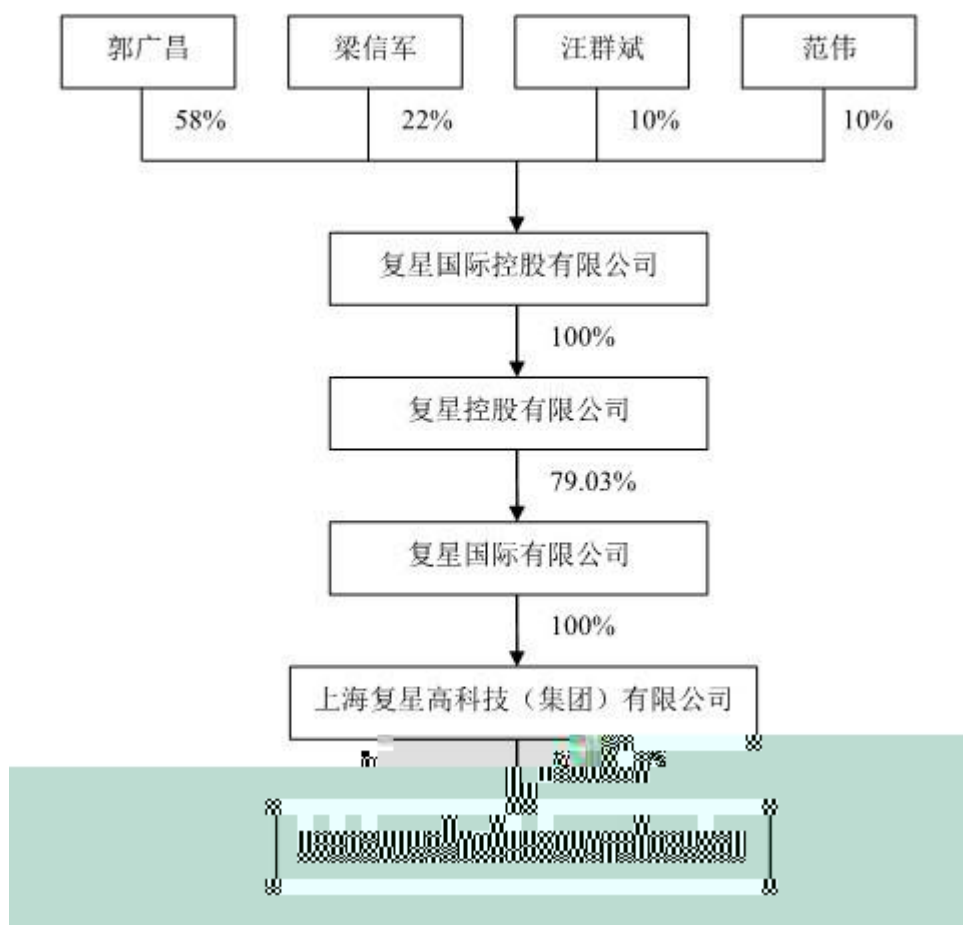 郭广昌 梁信军 汪群斌 范伟
58% 22% 10% 10%
复星国际控股有限公司
100%
复星控股有限公司
79.03%
复星国际有限公司
100%
上海复星高科技（集团）有限公司